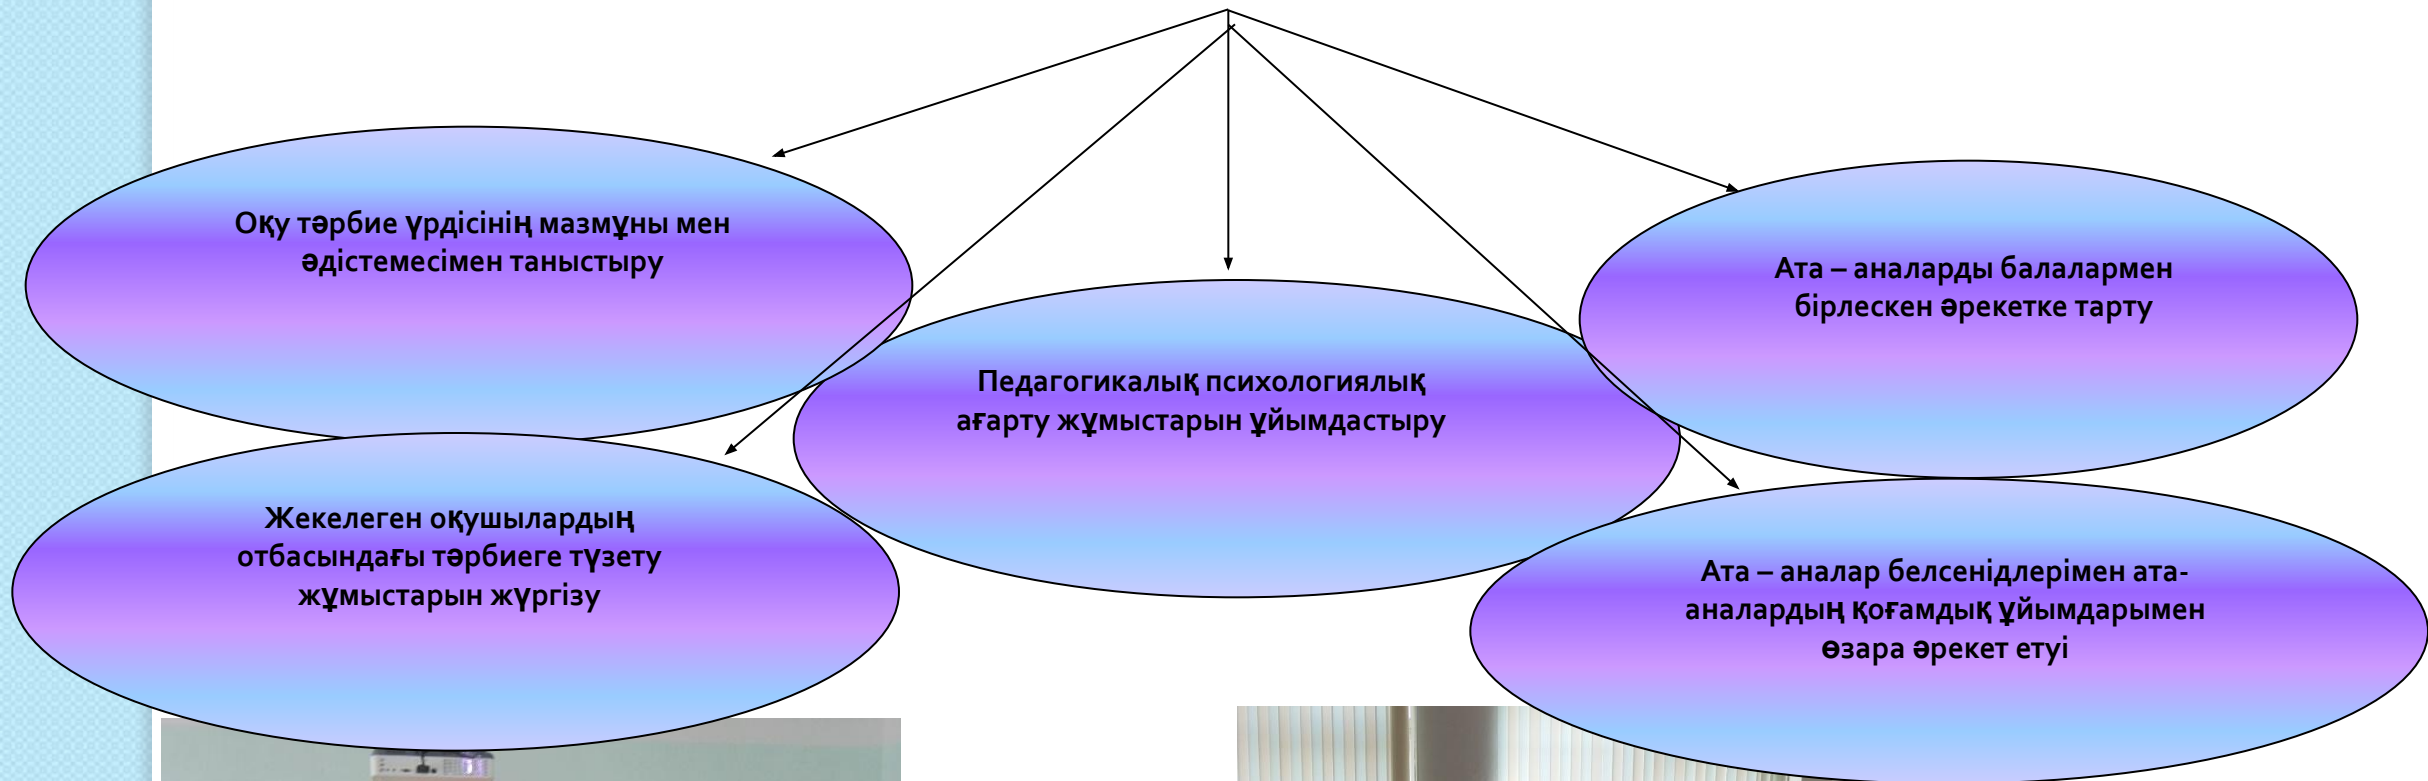 Оқу тәрбие үрдісінің мазмұны мен
әдістемесімен таныстыру
Ата – аналарды балалармен
бірлескен әрекетке тарту
Педагогикалық психологиялық
ағарту жұмыстарын ұйымдастыру
Жекелеген оқушылардың
отбасындағы тәрбиеге түзету
жұмыстарын жүргізу
Ата – аналар белсенідлерімен ата-
аналардың қоғамдық ұйымдарымен
өзара әрекет етуі